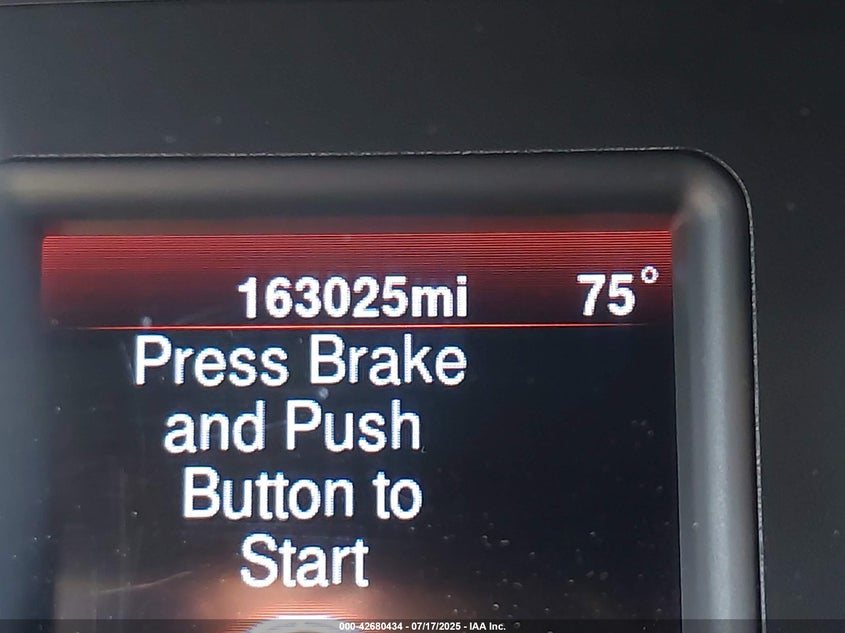 163025mi 75°
Press Brake
and Push
Button to
Start
000-42680434 - 07/17/2025 - IAA Inc.